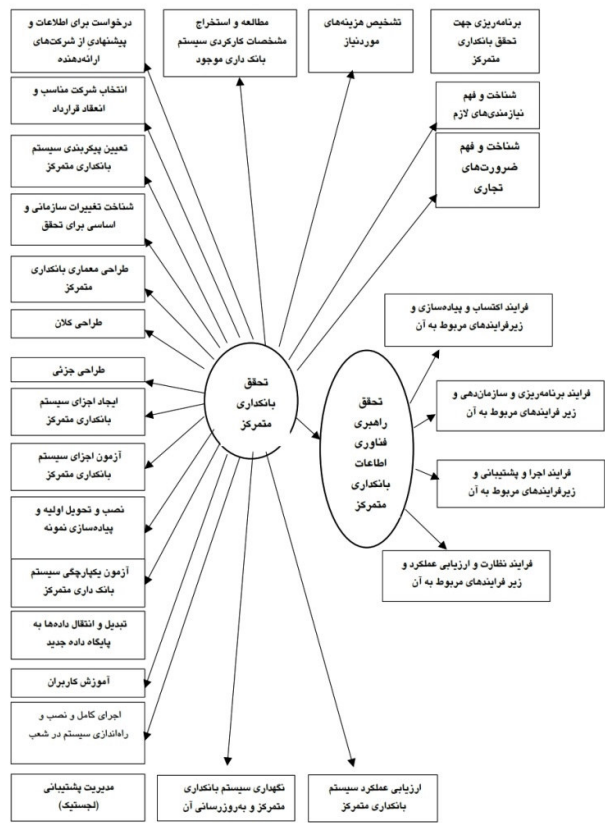 درخواست برای اطلاعات و
پیشنهادیِ از شرکت‌های
ارائه‌دهنده
مطالعه و استخراج
مشخصات کارکردی سیستم
بانک داری موجود
تشخیص هزینه‌های
موردنیاز
برنامه‌ریزی جهت
تحقق بانکداری
متمرکز
انتخاب شرکت مناسب و
انعقاد قرارداد
شناخت و فهم
نیازمندی‌های لازم
تعیین پیکربندی سیستم
بانکداری متمرکز
شناخت و فهم
ضرورت‌های
تجاری
شناخت تغییرات سازمانی و
اساسی برای تحقق
طراحی معماری بانکداری
متمرکز
طراحی کلان
طراحی جزئی
ایجاد اجزای سیستم
بانکداری متمرکز
آزمون اجزای سیستم
بانکداری متمرکز
نصب و تحویل اولیه و
پیاده‌سازی نمونه
آزمون یکپارچگی سیستم
بانک داری متمرکز
تبدیل و انتقال داده‌ها به
پایگاه داده جدید
آموزش کاربران
اجرای کامل و نصب و
راه‌اندازی سیستم در شعب
تحقق
بانکداری
متمرکز
تحقق
راهبری
فناوری
اطاعات
بانکداری
متمرکز
فرایند اکتساب و پیاده‌سازی و
زیرفرایندهای مربوط به آن
فرایند برنامه‌ریزی و سازمان‌دهی و
زیر فرایندهای مربوط به آن
فرایند اجرا و پشتیبانی و
زیرفرایندهای مربوط به آن
فرایند نظارت و ارزیابی عملکرد و
زیر فرایندهای مربوط به آن
مدیریت پشتیبانی
(لجستیک)
نگهداری سیستم بانکداری
متمرکز و به‌روزرسانی آن
ارزیابی عملکرد سیستم
بانکداری متمرکز